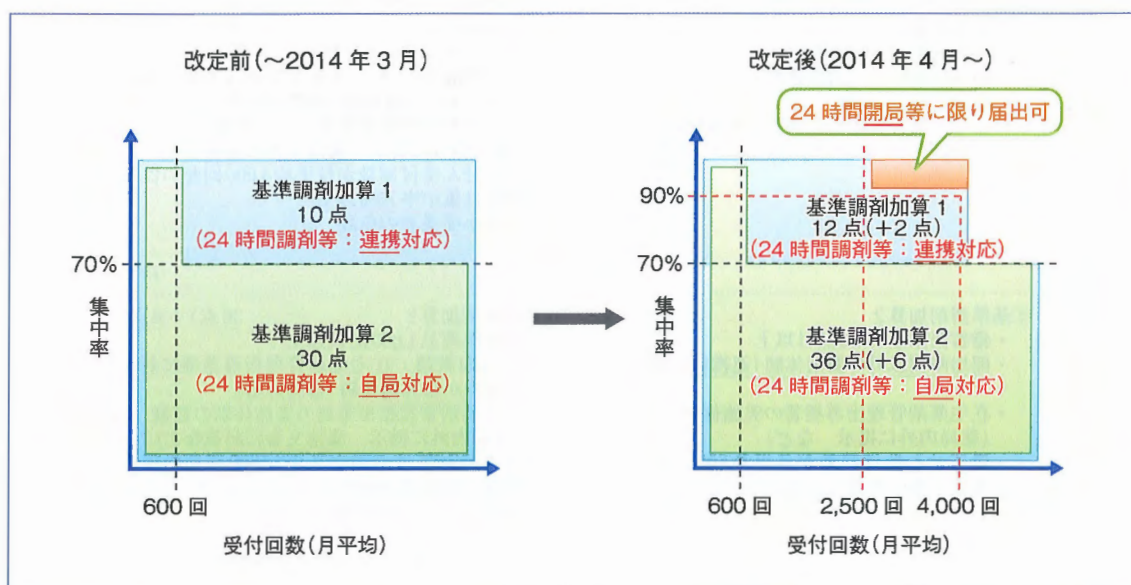 改定前(～2014年3月)
70%
集中率
基準調剤加算1
10点
(24時間調剤等：連携対応)
基準調剤加算2
30点
(24時間調剤等：自局対応)
600回
受付回数(月平均)
改定後(2014年4月～)
24時間開局等に限り届出可
90%
70%
集中率
基準調剤加算1
12点(+2点)
(24時間調剤等：連携対応)
基準調剤加算2
36点(+6点)
(24時間調剤等：自局対応)
600回
2,500回
4,000回
受付回数(月平均)